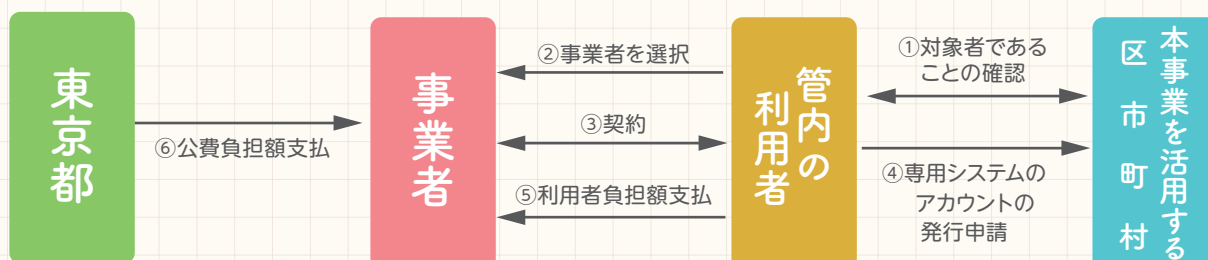 東京都
⑥公費負担額支払
事業者
②事業者を選択
③契約
⑤利用者負担額支払
管内の
利用者
①対象者である
ことの確認
④専用システムの
アカウントの
発行申請
本事業を活用する
区市町村